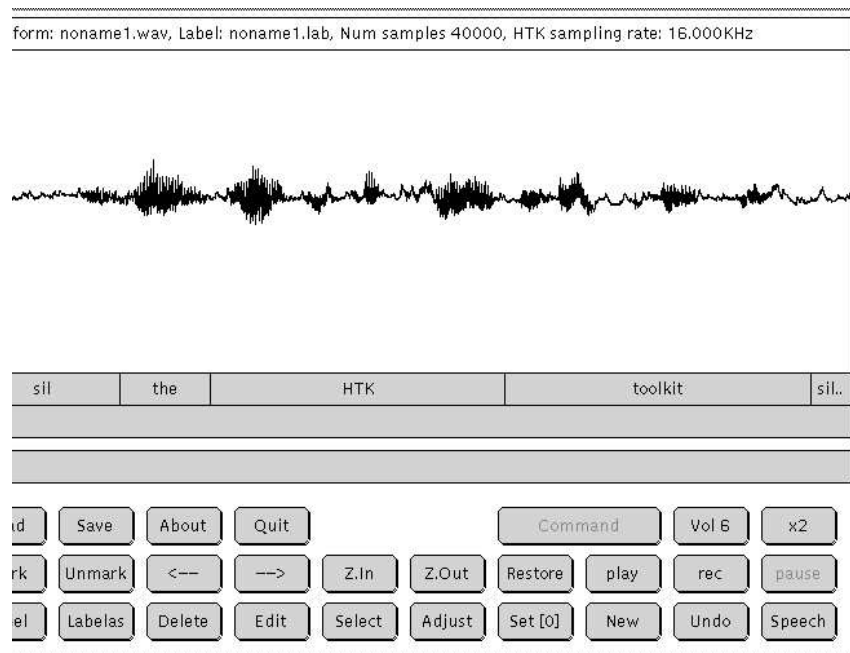 form: noname1.wav, Label: noname1.lab, Num samples 40000, HTK sampling rate: 16.000KHz
sil the HTK toolkit sil..
ad Save About Quit Command Vol 6 x2
rk Unmark <-- --> Z.In Z.Out Restore play rec pause
el Labelas Delete Edit Select Adjust Set [0] New Undo Speech